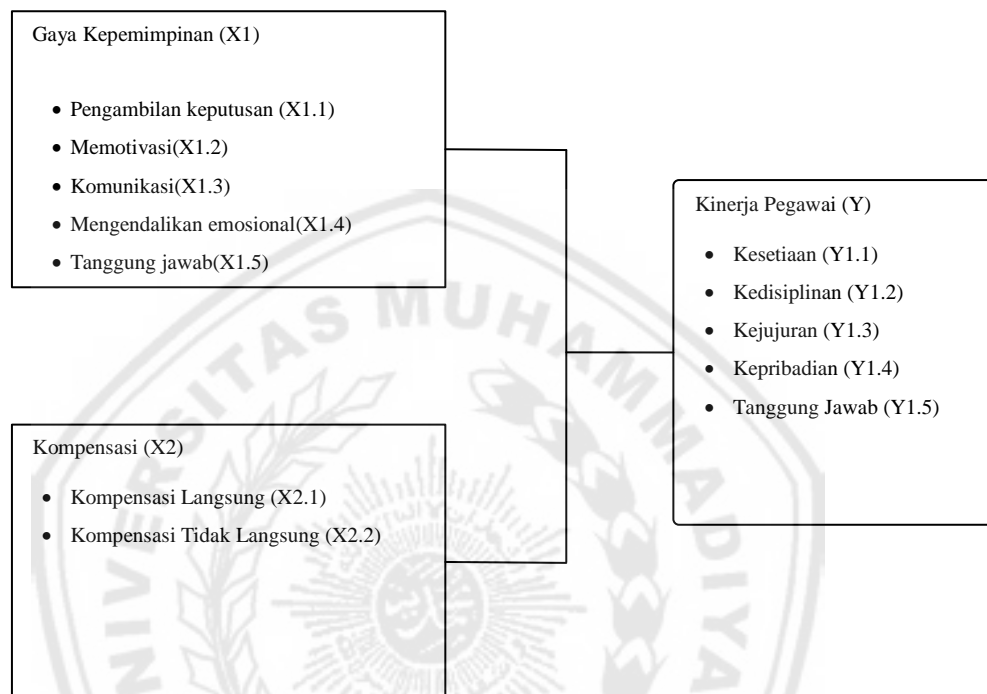 Gaya Kepemimpinan (X1)
• Pengambilan keputusan (X1.1)
• Memotivasi(X1.2)
• Komunikasi(X1.3)
• Mengendalikan emosional(X1.4)
• Tanggung jawab(X1.5)
Kompensasi (X2)
• Kompensasi Langsung (X2.1)
• Kompensasi Tidak Langsung (X2.2)
Kinerja Pegawai (Y)
• Kesetiaan (Y1.1)
• Kedisiplinan (Y1.2)
• Kejujuran (Y1.3)
• Kepribadian (Y1.4)
• Tanggung Jawab (Y1.5)
NIVERSITAS MUHAMMADIYA